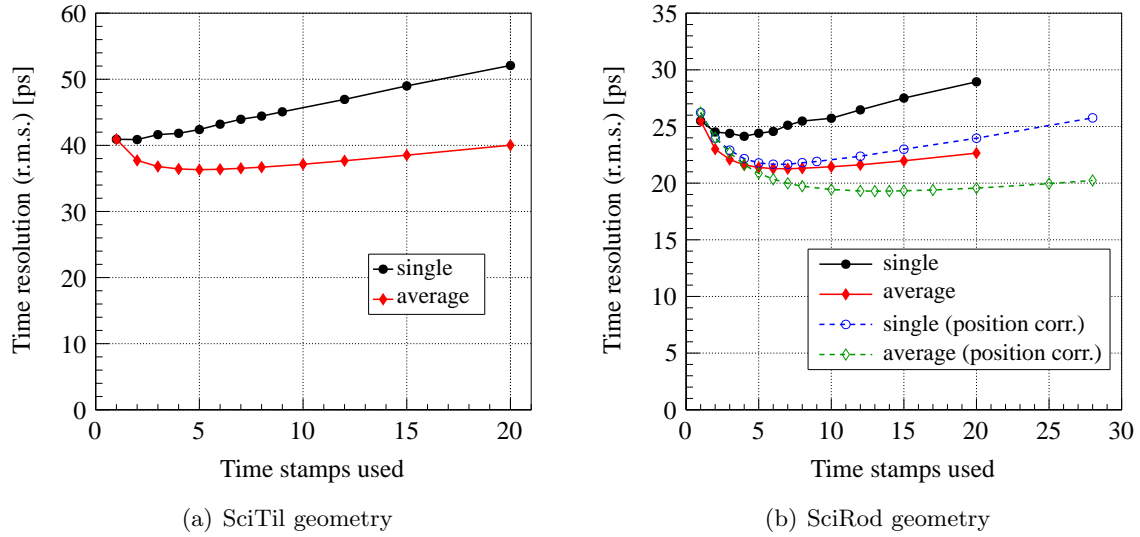 60
50
40
30
20
10
0
0
5
10
15
20
Time resolution (r.m.s.) [ps]
Time stamps used
single
average
(a) SciTil geometry
35
30
25
20
15
10
5
0
0
5
10
15
20
25
30
Time resolution (r.m.s.) [ps]
Time stamps used
single
average
single (position corr.)
average (position corr.)
(b) SciRod geometry